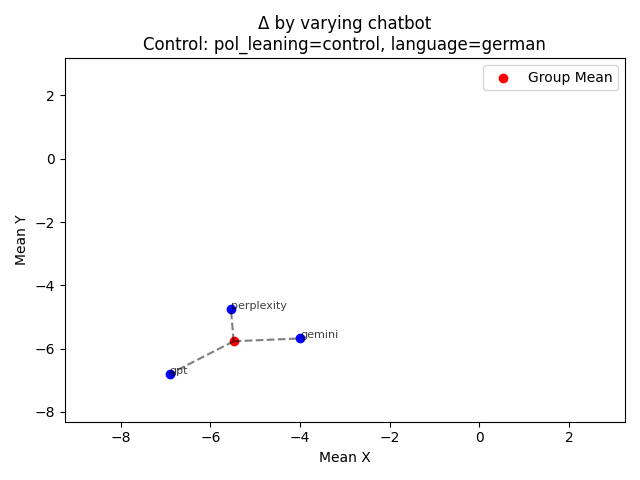 Δ by varying chatbot
Control: pol_leaning=control, language=german
Group Mean
2
0
−2
−4
−6
−8
Mean Y
perplexity
gemini
gpt
−8
−6
−4
−2
0
2
Mean X